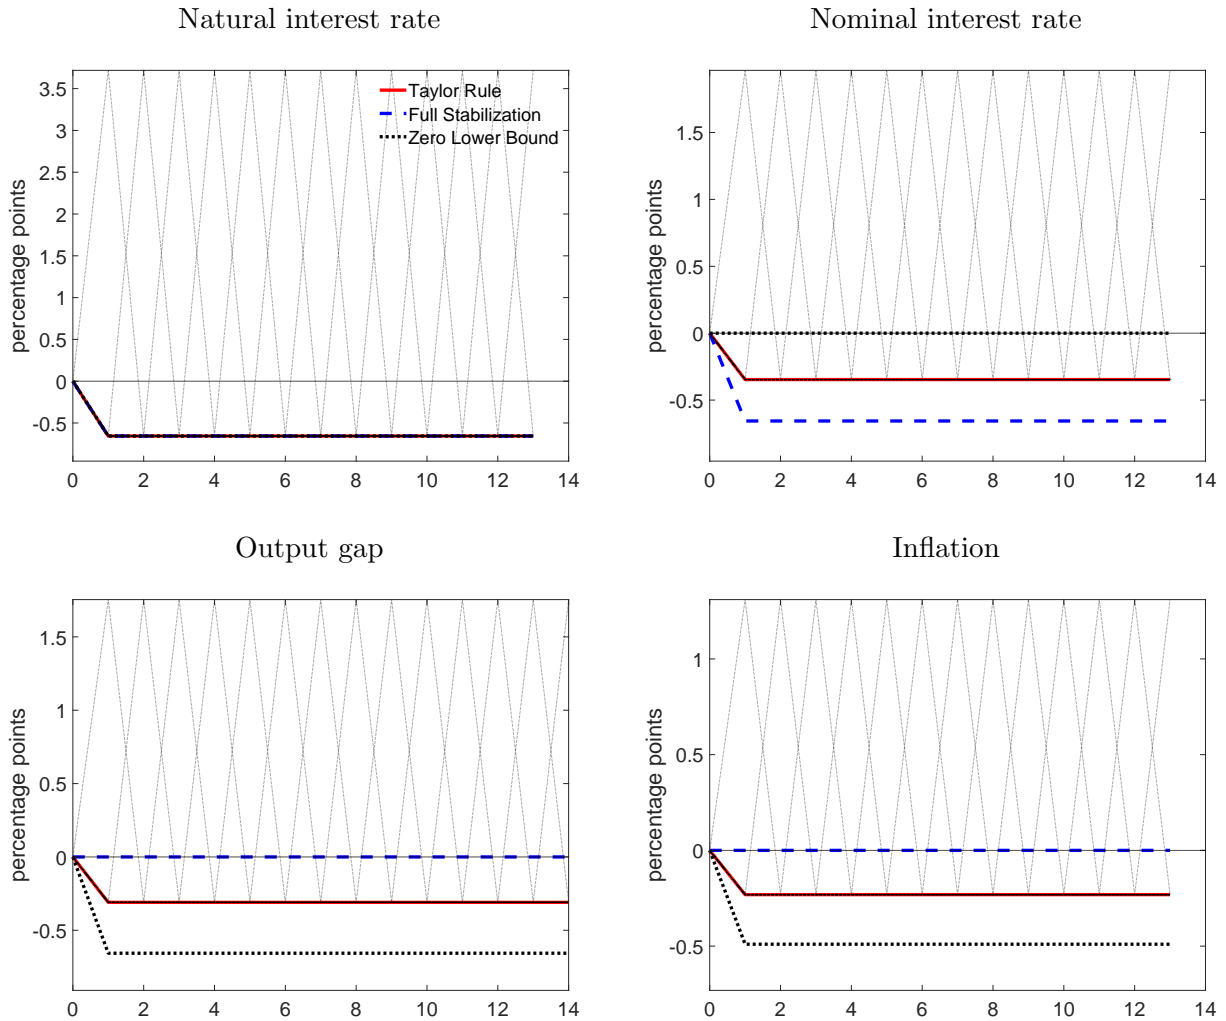 Natural interest rate
3.5
3
2.5
2
1.5
1
0.5
0
-0.5
percentage points
0 2 4 6 8 10 12 14
Taylor Rule
Full Stabilization
Zero Lower Bound
Nominal interest rate
1.5
1
0.5
0
-0.5
percentage points
0 2 4 6 8 10 12 14
Output gap
1.5
1
0.5
0
-0.5
percentage points
0 2 4 6 8 10 12 14
Inflation
1
0.5
0
-0.5
percentage points
0 2 4 6 8 10 12 14